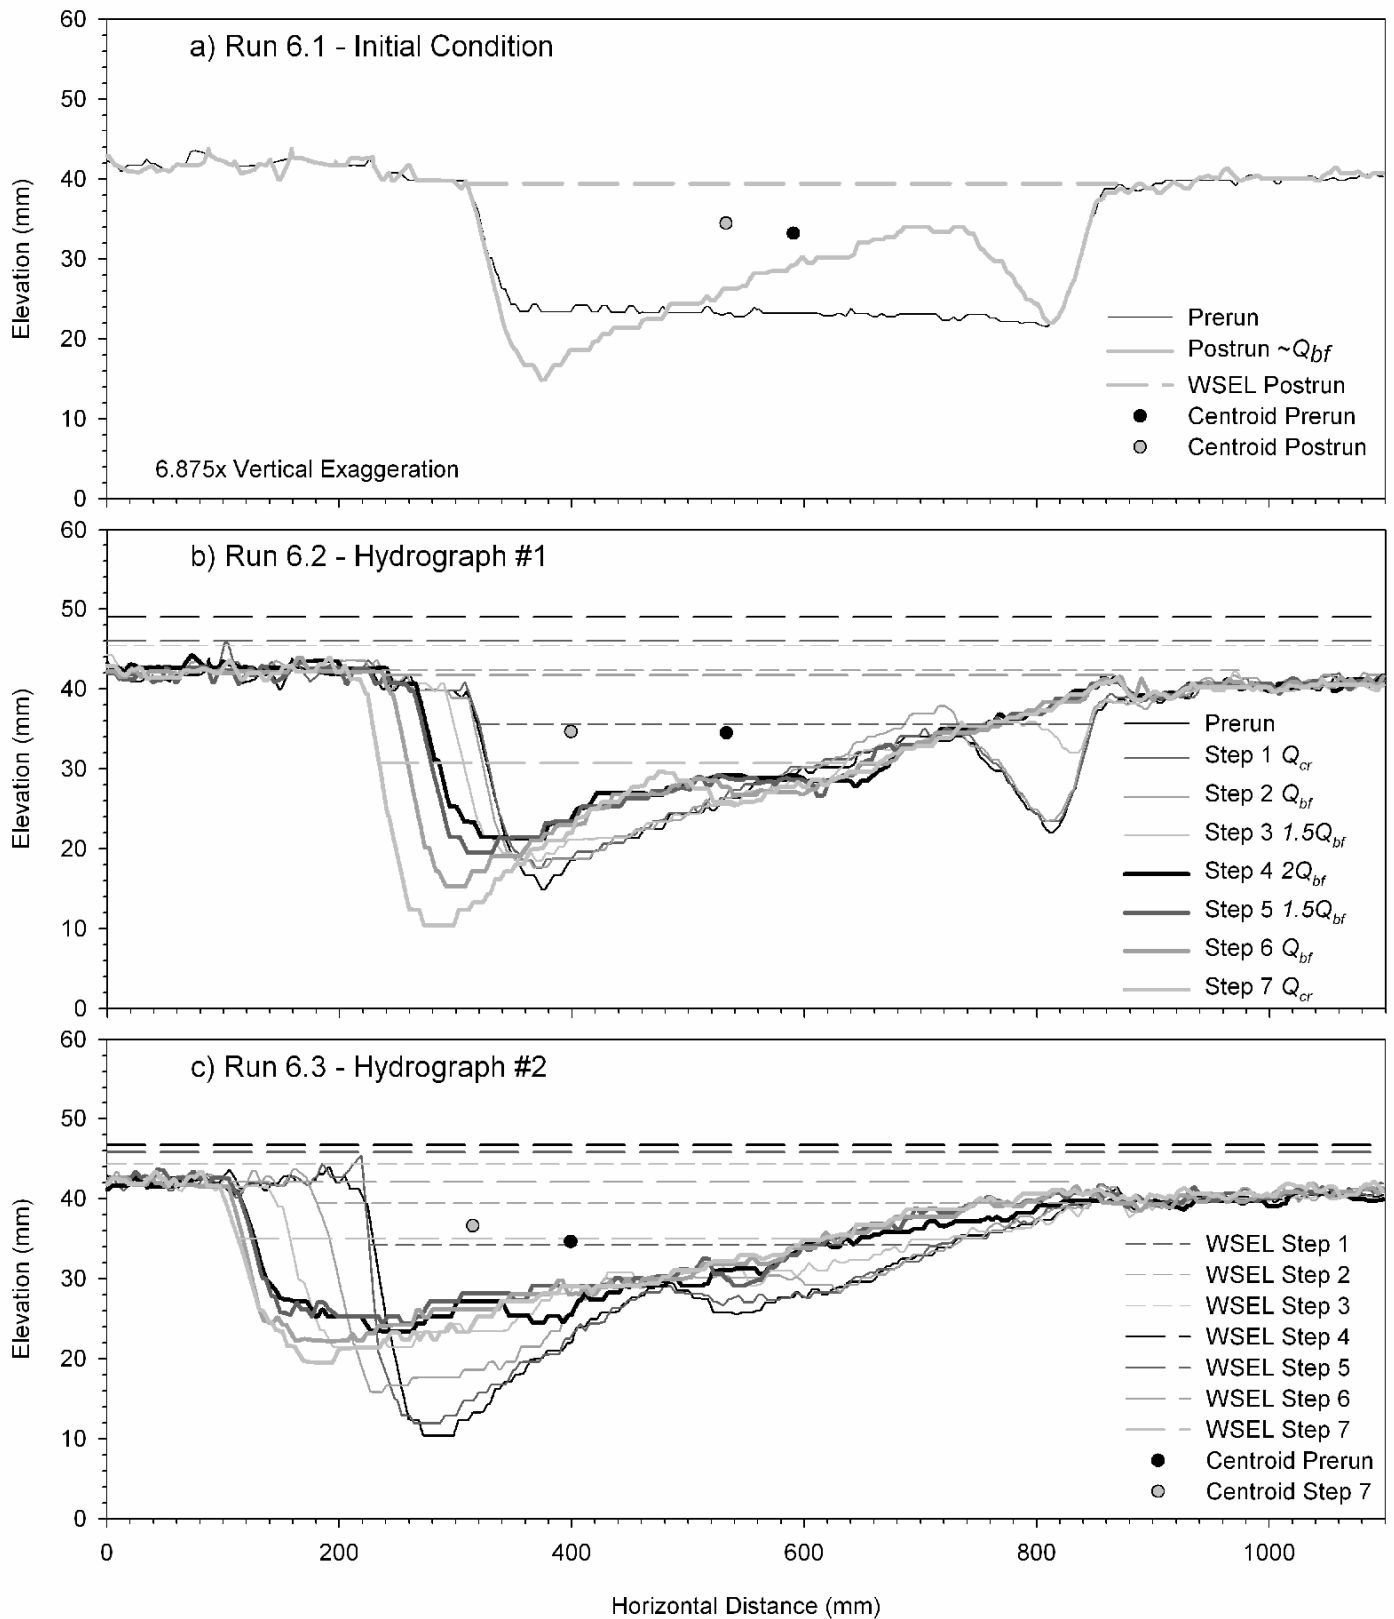 60
a) Run 6.1 - Initial Condition
50
40
Elevation (mm)
30
Prerun
20
Postrun ~Qbf
WSEL Postrun
10
Centroid Prerun
Centroid Postrun
6.875x Vertical Exaggeration
0
60
b) Run 6.2 - Hydrograph #1
50
40
Elevation (mm)
Prerun
30
Step 1 Qcr
Step 2 Qbf
20
Step 3 1.5Qbf
Step 4 2Qbf
Step 5 1.5Qbf
10
Step 6 Qbf
Step 7 Qcr
0
60
c) Run 6.3 - Hydrograph #2
50
40
Elevation (mm)
WSEL Step 1
30
WSEL Step 2
WSEL Step 3
20
WSEL Step 4
WSEL Step 5
WSEL Step 6
10
WSEL Step 7
Centroid Prerun
Centroid Step 7
0
0 200 400 600 800 1000
Horizontal Distance (mm)